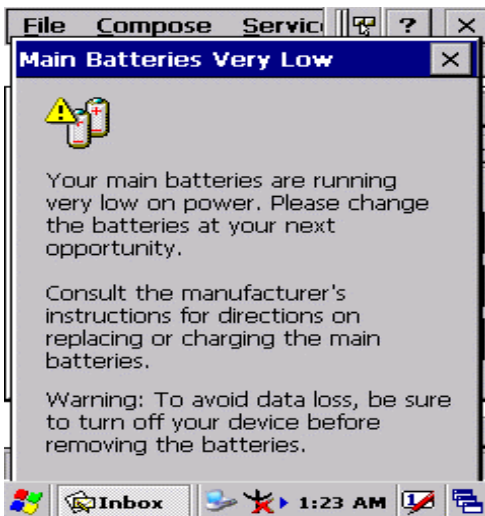 File Compose Servic ?
Main Batteries Very Low
Your main batteries are running
very low on power. Please change
the batteries at your next
opportunity.
Consult the manufacturer's
instructions for directions on
replacing or charging the main
batteries.
Warning: To avoid data loss, be sure
to turn off your device before
removing the batteries.
Inbox 1:23 AM